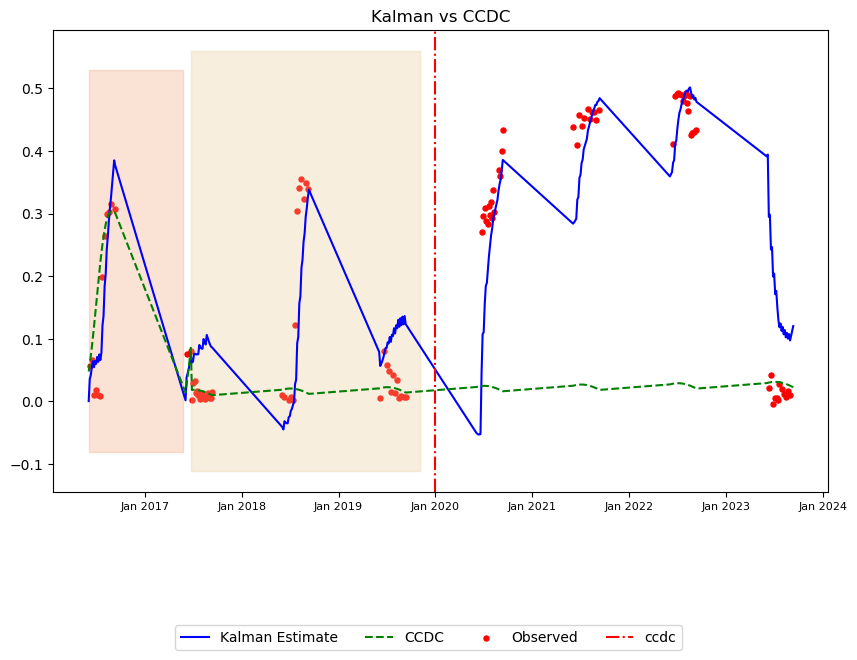 Kalman vs CCDC
0.5
0.4
0.3
0.2
0.1
0.0
−0.1
Jan 2017 Jan 2018 Jan 2019 Jan 2020 Jan 2021 Jan 2022 Jan 2023 Jan 2024
Kalman Estimate CCDC Observed ccdc